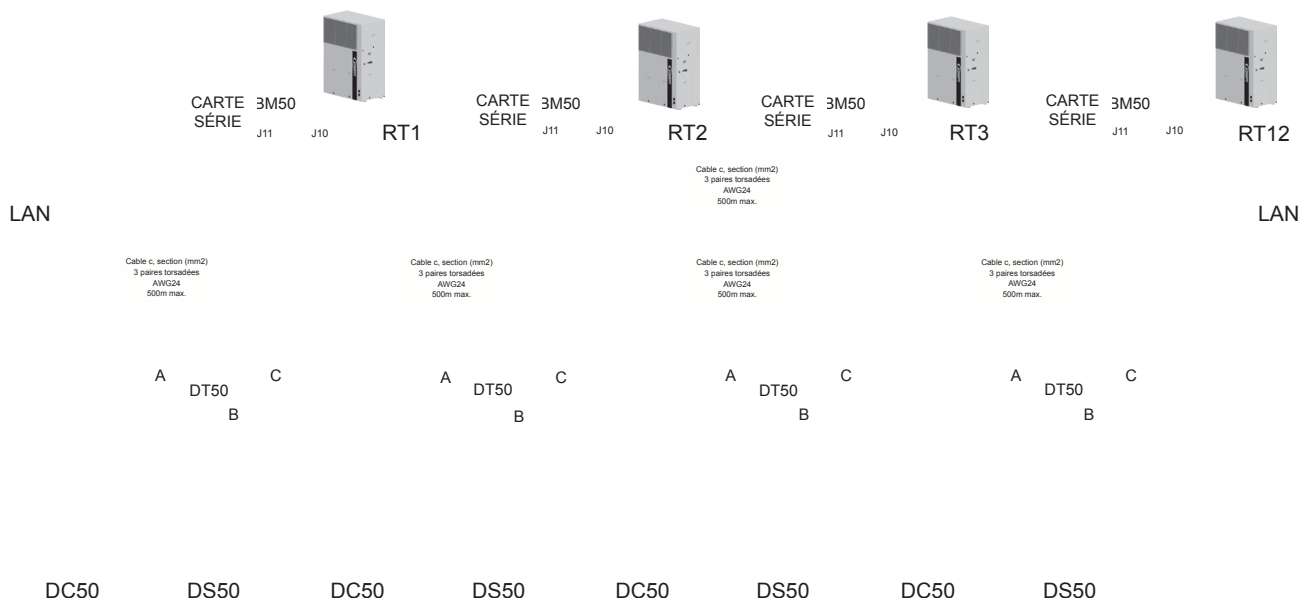 CARTE
SÉRIE
BM50
J11
J10
RT1
CARTE
SÉRIE
BM50
J11
J10
RT2
CARTE
SÉRIE
BM50
J11
J10
RT3
CARTE
SÉRIE
BM50
J11
J10
RT12
Cable c, section (mm2)
3 paires torsadées
AWG24
500m max.
LAN
LAN
Cable c, section (mm2)
3 paires torsadées
AWG24
500m max.
Cable c, section (mm2)
3 paires torsadées
AWG24
500m max.
Cable c, section (mm2)
3 paires torsadées
AWG24
500m max.
Cable c, section (mm2)
3 paires torsadées
AWG24
500m max.
A
DT50
C
B
A
DT50
C
B
A
DT50
C
B
A
DT50
C
B
DC50
DS50
DC50
DS50
DC50
DS50
DC50
DS50